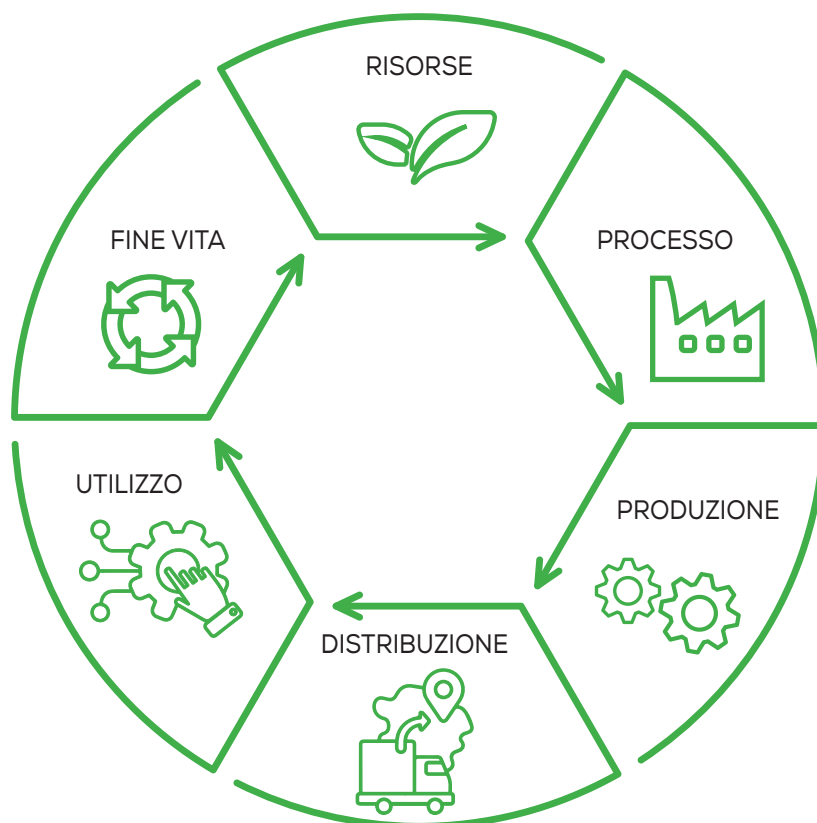 RISORSE
PROCESSO
PRODUZIONE
DISTRIBUZIONE
UTILIZZO
FINE VITA